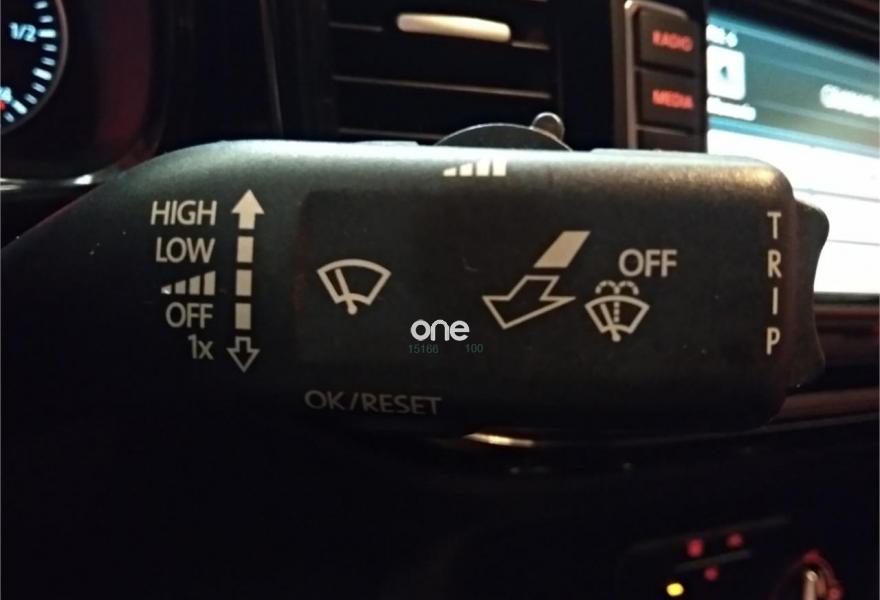 1/2
RADIO
MEDIA
HIGH
LOW
OFF
1x
OFF
TRIP
one
15166 100
OK/RESET